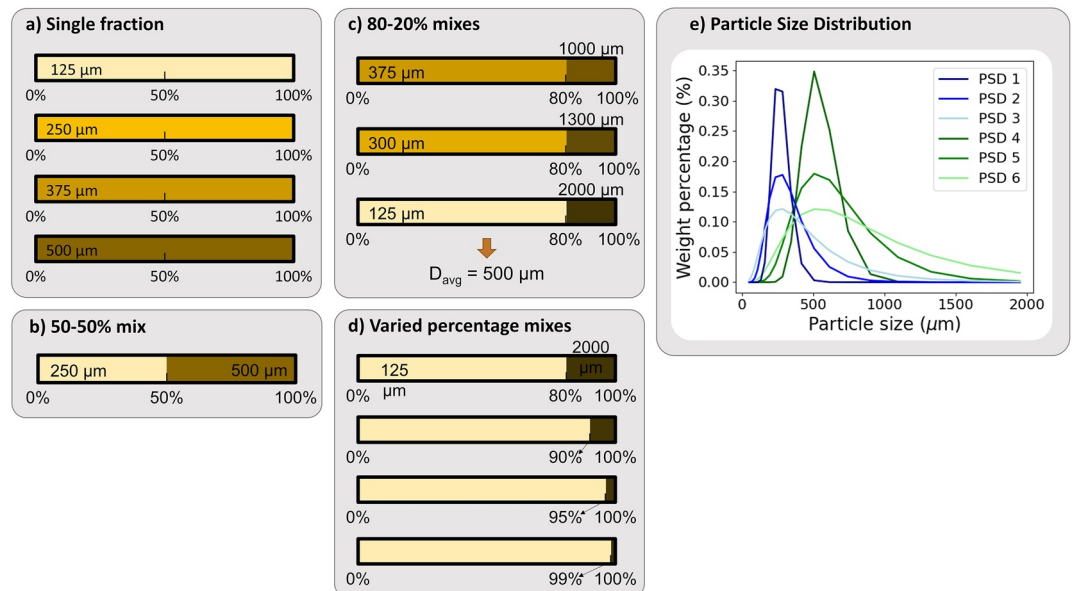 a) Single fraction
125 μm
0% 50% 100%
250 μm
0% 50% 100%
375 μm
0% 50% 100%
500 μm
0% 50% 100%
b) 50-50% mix
250 μm 500 μm
0% 50% 100%
c) 80-20% mixes
1000 μm
375 μm
0% 80% 100%
1300 μm
300 μm
0% 80% 100%
2000 μm
125 μm
0% 80% 100%
Davg = 500 μm
d) Varied percentage mixes
2000
μm
125
μm
0% 80% 100%
0% 90% 100%
0% 95% 100%
0% 99% 100%
e) Particle Size Distribution
Weight percentage (%)
0.35
0.30
0.25
0.20
0.15
0.10
0.05
0.00
PSD 1
PSD 2
PSD 3
PSD 4
PSD 5
PSD 6
0 500 1000 1500 2000
Particle size (μm)